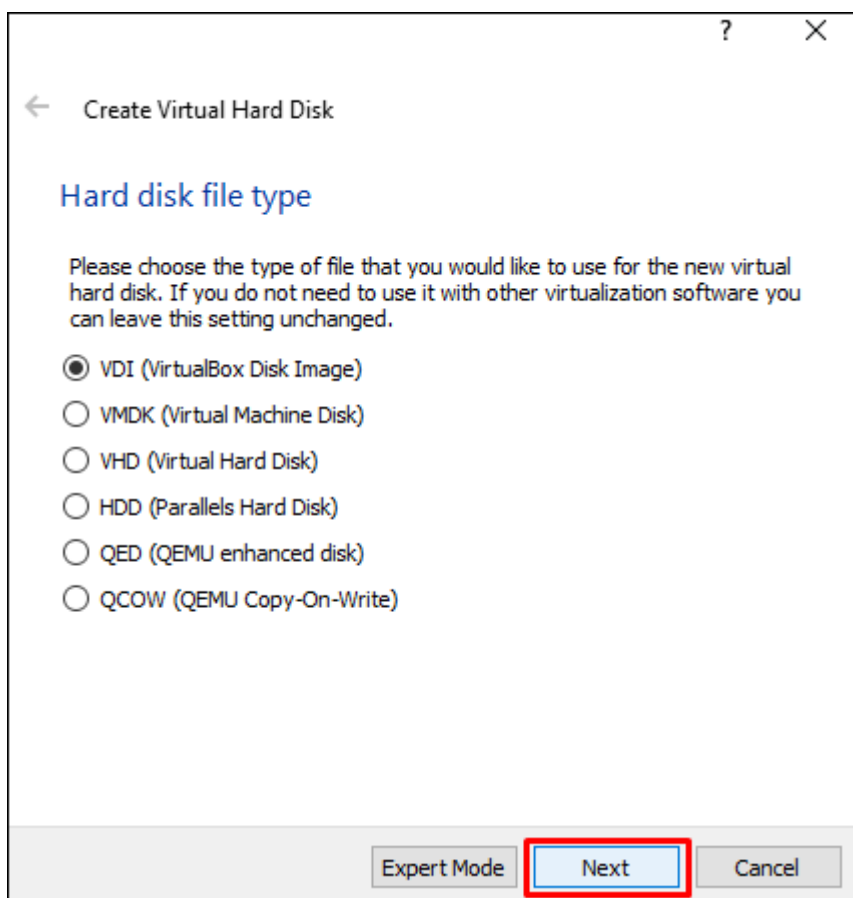 ?
Create Virtual Hard Disk
Hard disk file type
Please choose the type of file that you would like to use for the new virtual
hard disk. If you do not need to use it with other virtualization software you
can leave this setting unchanged.
VDI (VirtualBox Disk Image)
VMDK (Virtual Machine Disk)
VHD (Virtual Hard Disk)
HDD (Parallels Hard Disk)
QED (QEMU enhanced disk)
QCOW (QEMU Copy-On-Write)
Expert Mode Next Cancel